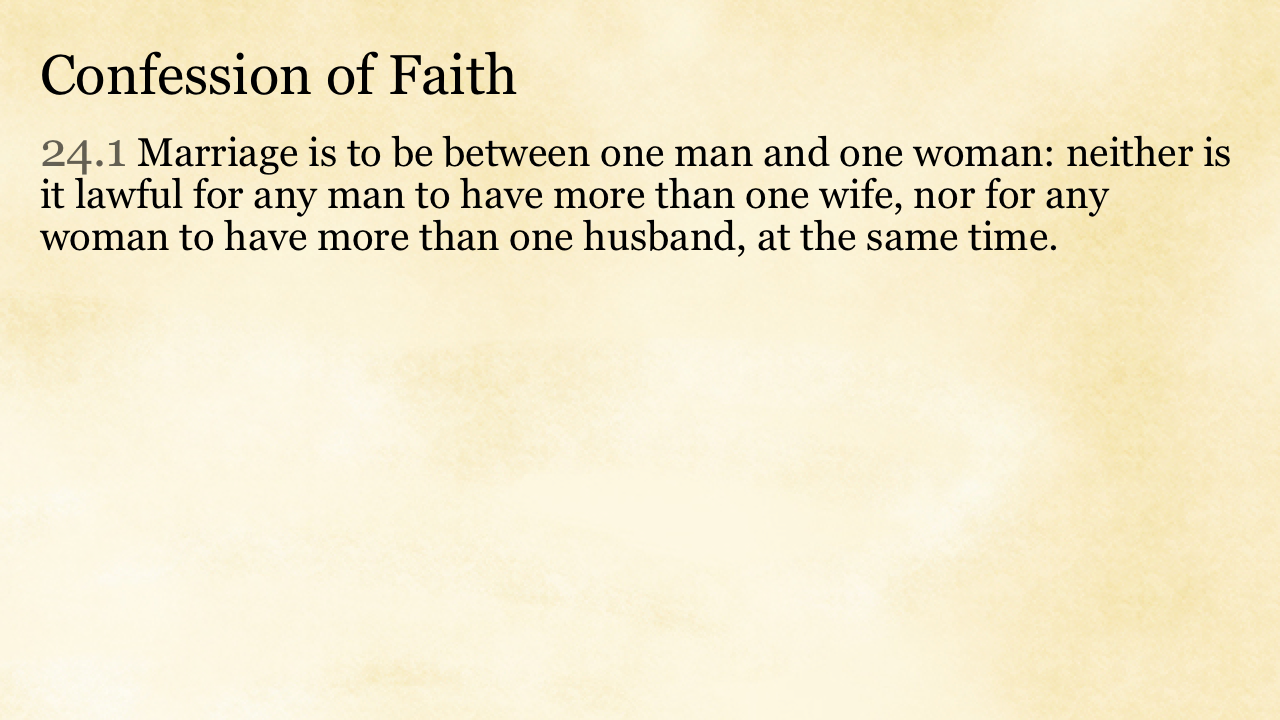 Confession of Faith
24.1 Marriage is to be between one man and one woman: neither is
it lawful for any man to have more than one wife, nor for any
woman to have more than one husband, at the same time.